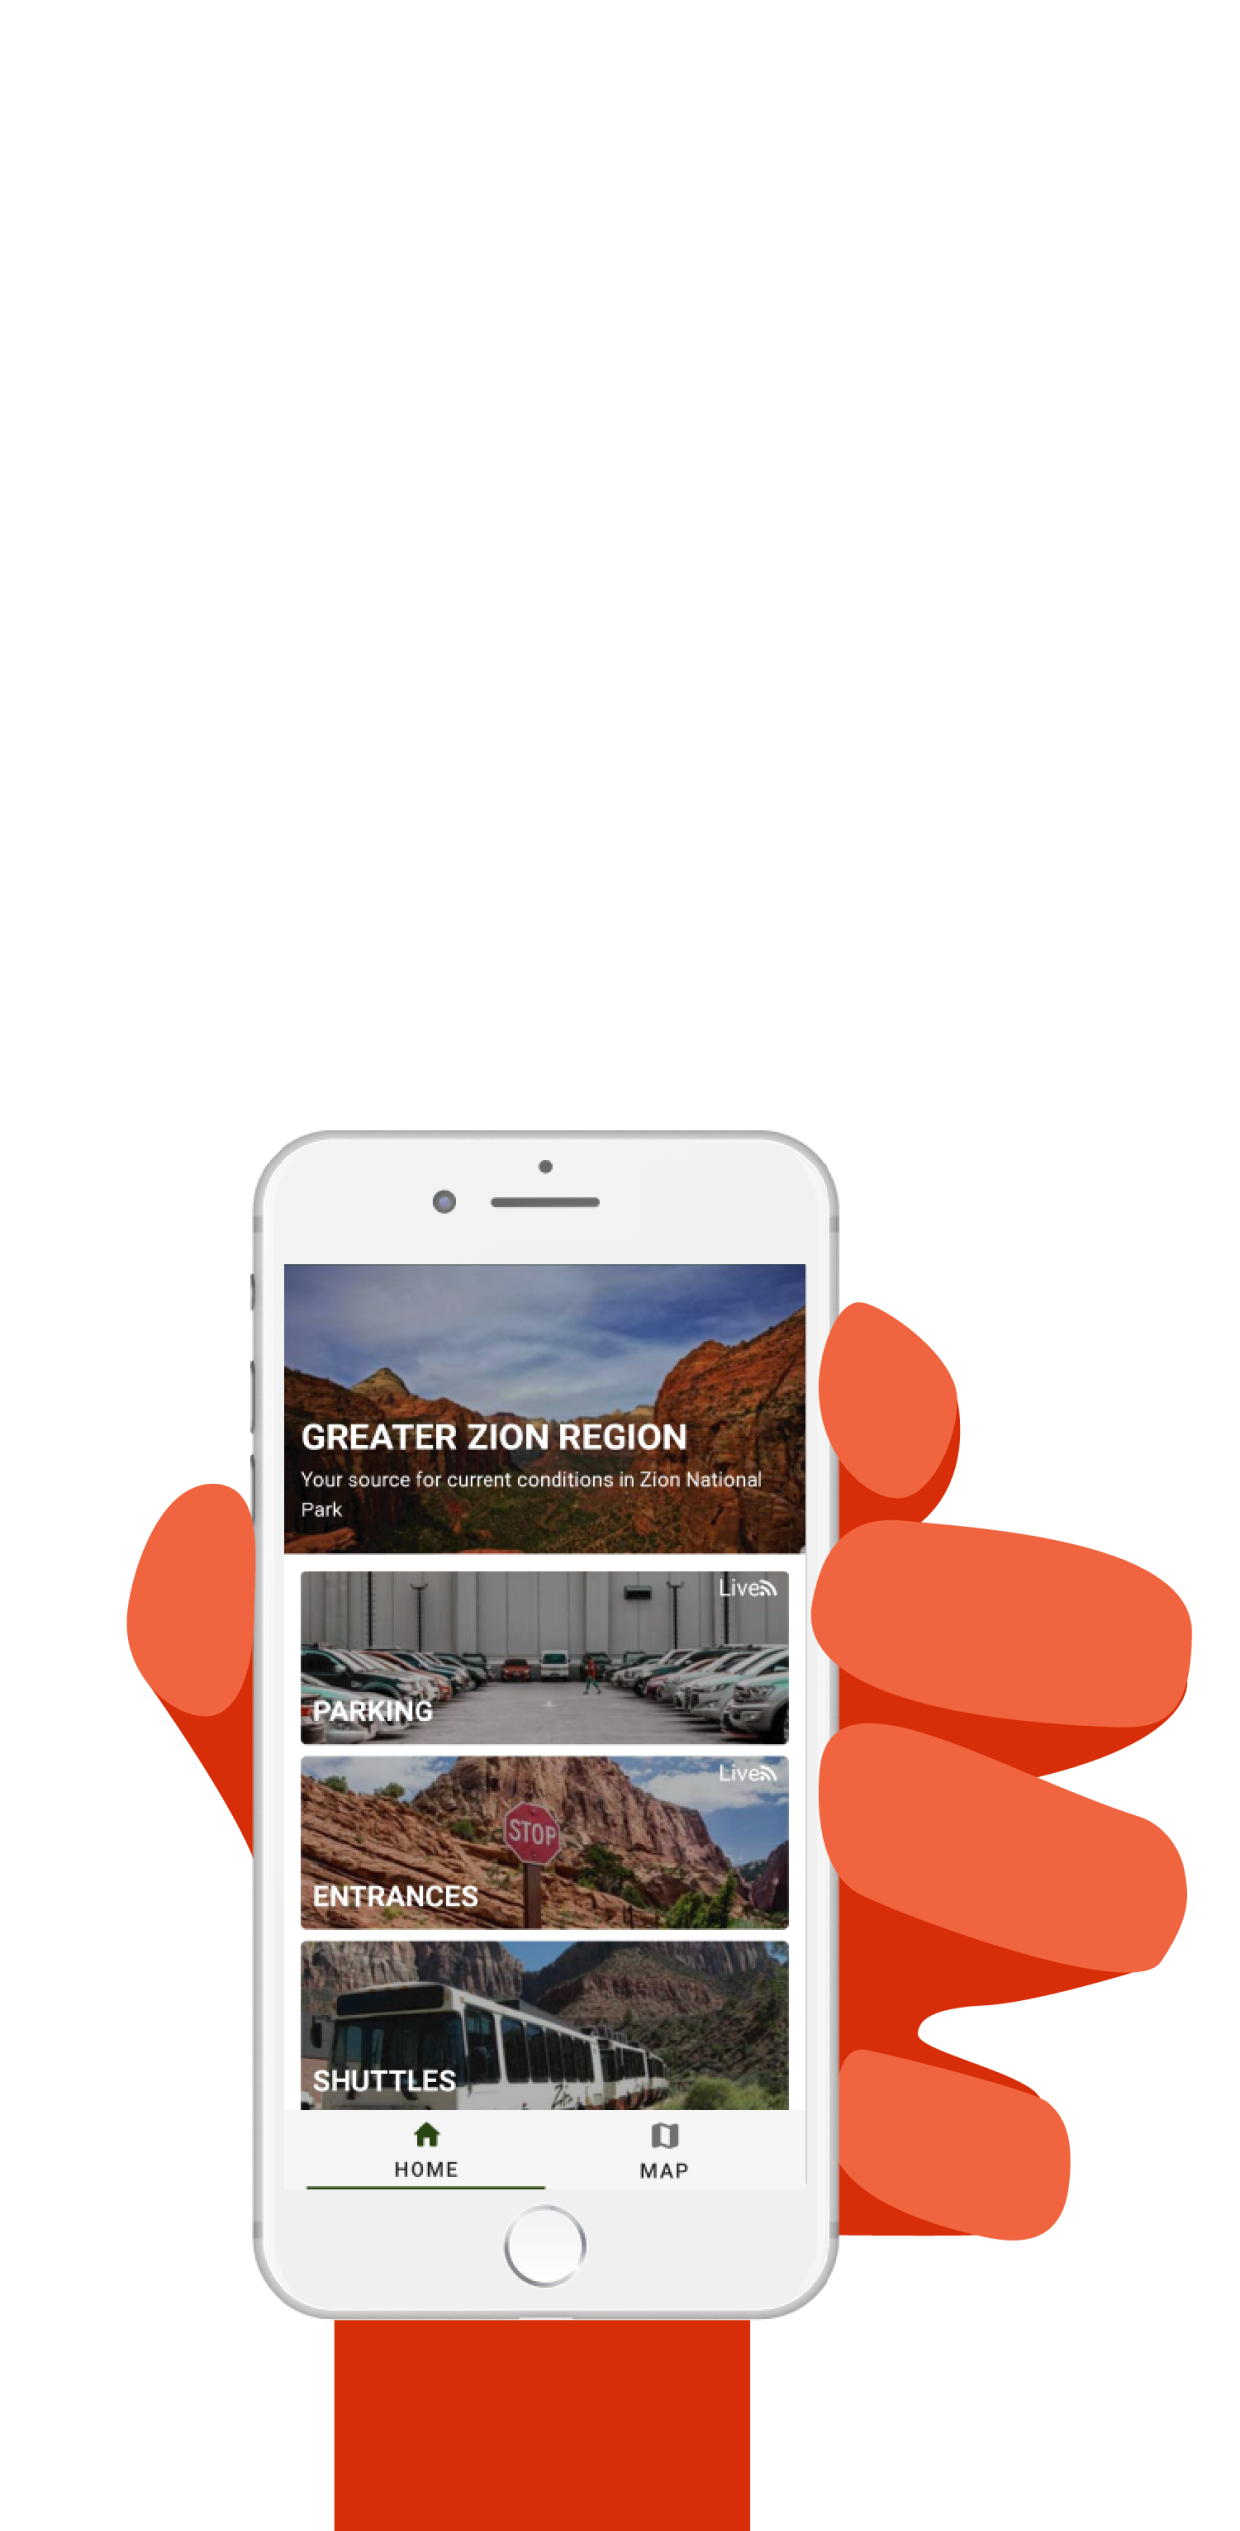 GREATER ZION REGION
Your source for current conditions in Zion National
Park
Live
PARKING
Live
STOP
ENTRANCES
Zion
SHUTTLES
HOME
MAP